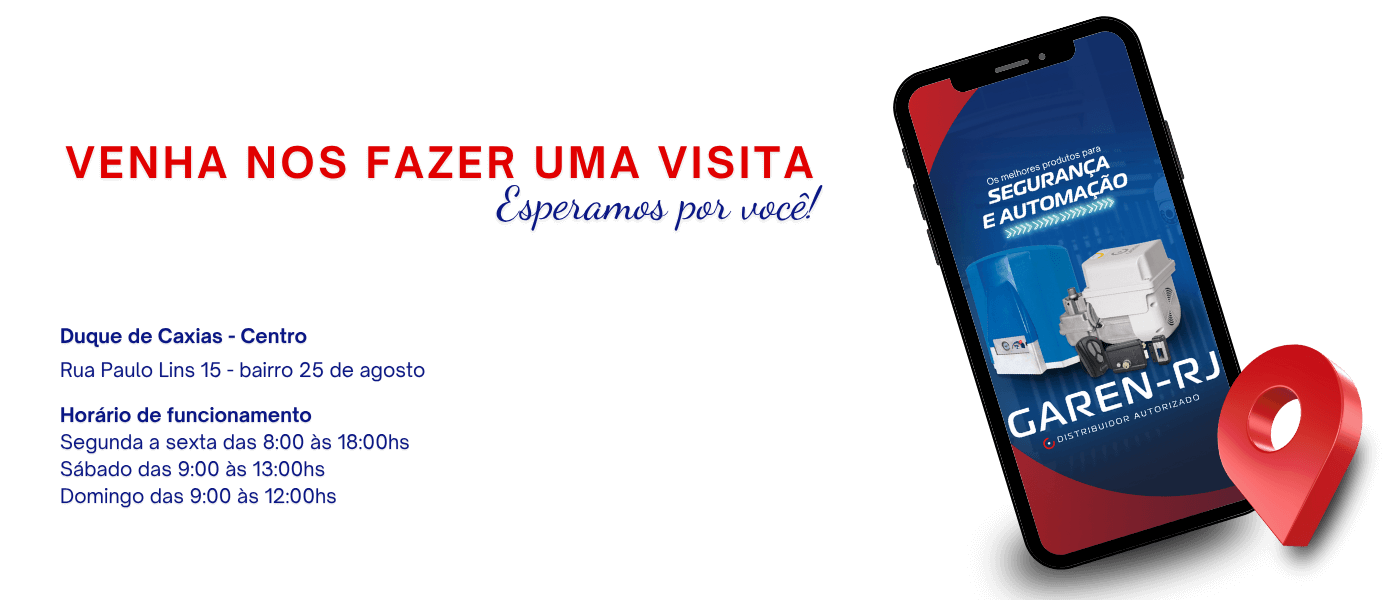 VENHA NOS FAZER UMA VISITA
Esperamos por você!
Duque de Caxias - Centro
Rua Paulo Lins 15 - bairro 25 de agosto
Horário de funcionamento
Segunda a sexta das 8:00 às 18:00hs
Sábado das 9:00 às 13:00hs
Domingo das 9:00 às 12:00hs
Os melhores produtos para
SEGURANÇA
E AUTOMAÇÃO
GAREN-RJ
DISTRIBUIDOR AUTORIZADO